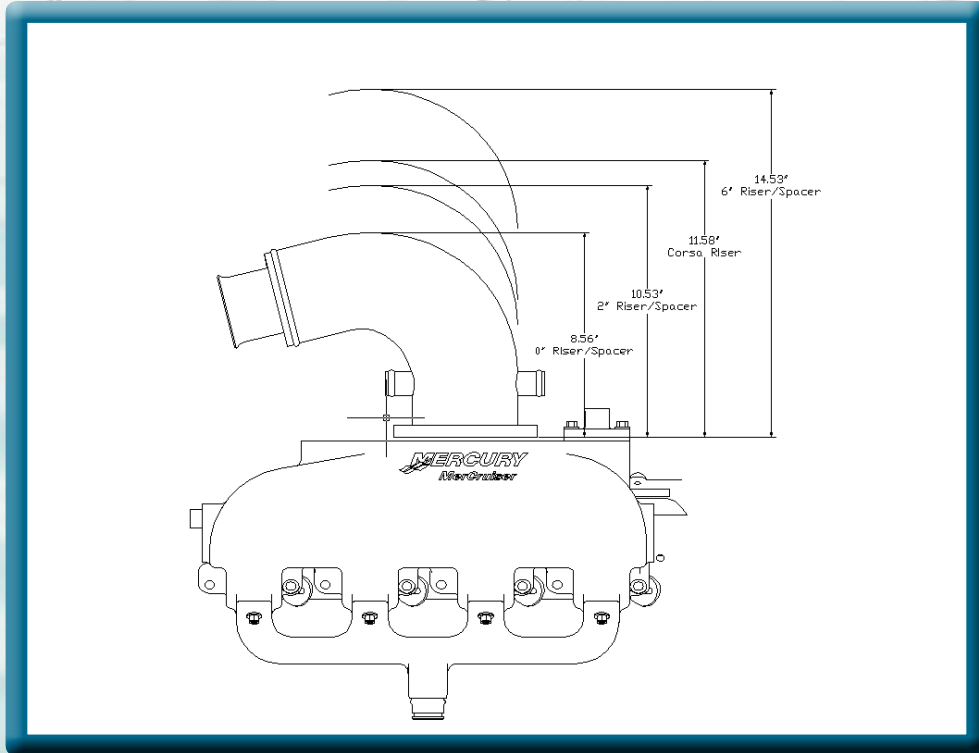 14.53"
6" Riser/Spacer
11.58"
Corsa Riser
10.53"
2" Riser/Spacer
8.56"
0" Riser/Spacer
MERCURY
MerCruiser